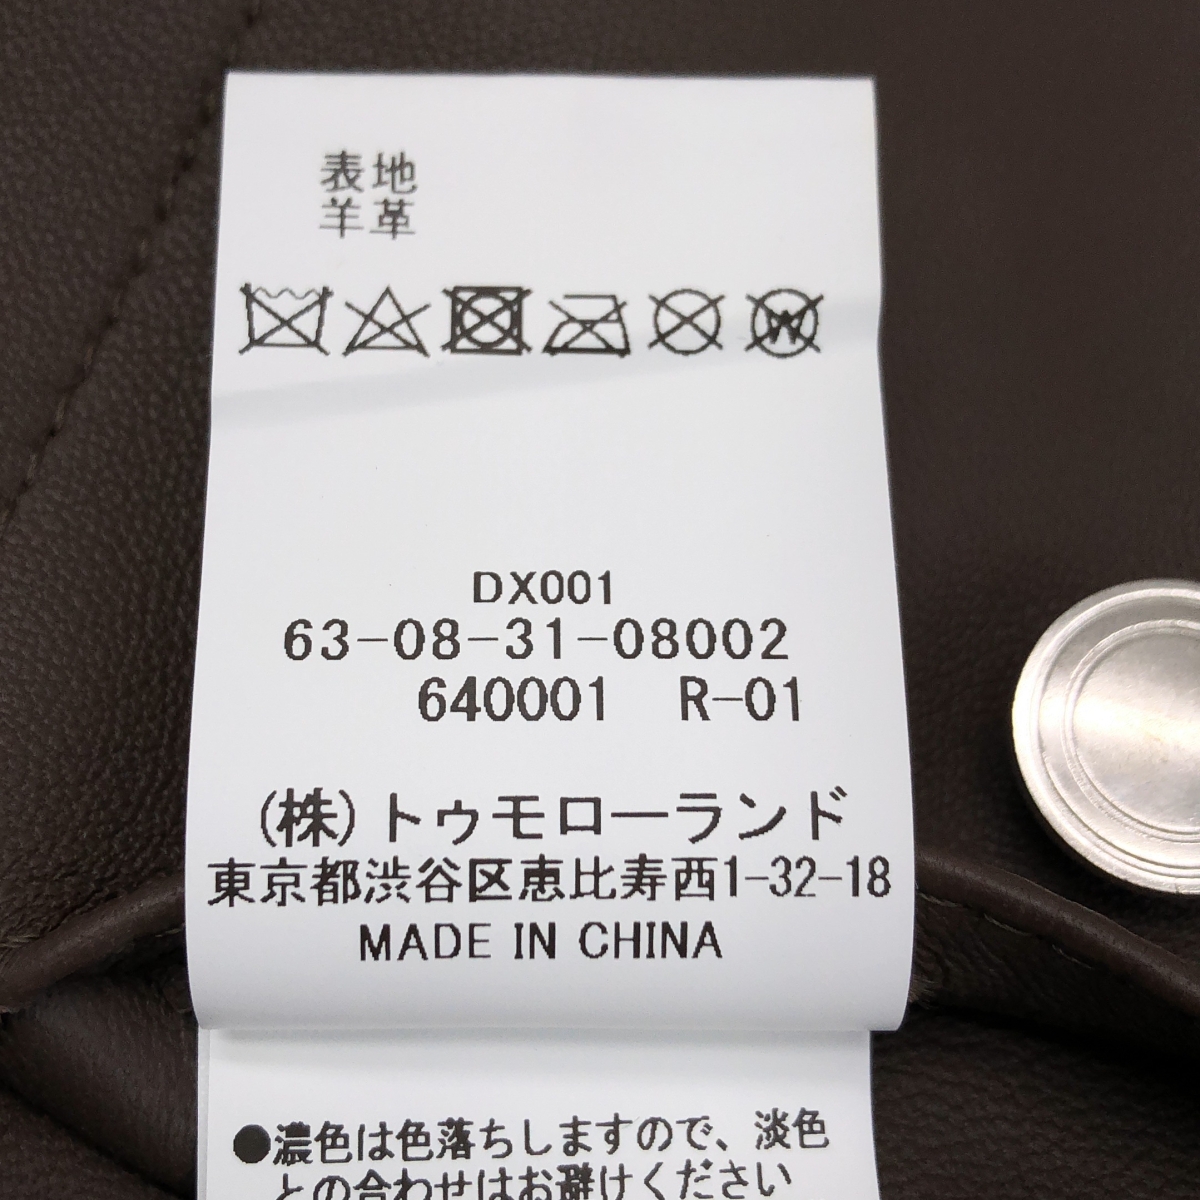 表地
羊革
DX001
63-08-31-08002
640001 R-01
(株)トゥモローランド
東京都渋谷区恵比寿西1-32-18
MADE IN CHINA
●濃色は色落ちしますので、淡色
との合わせはお避けください